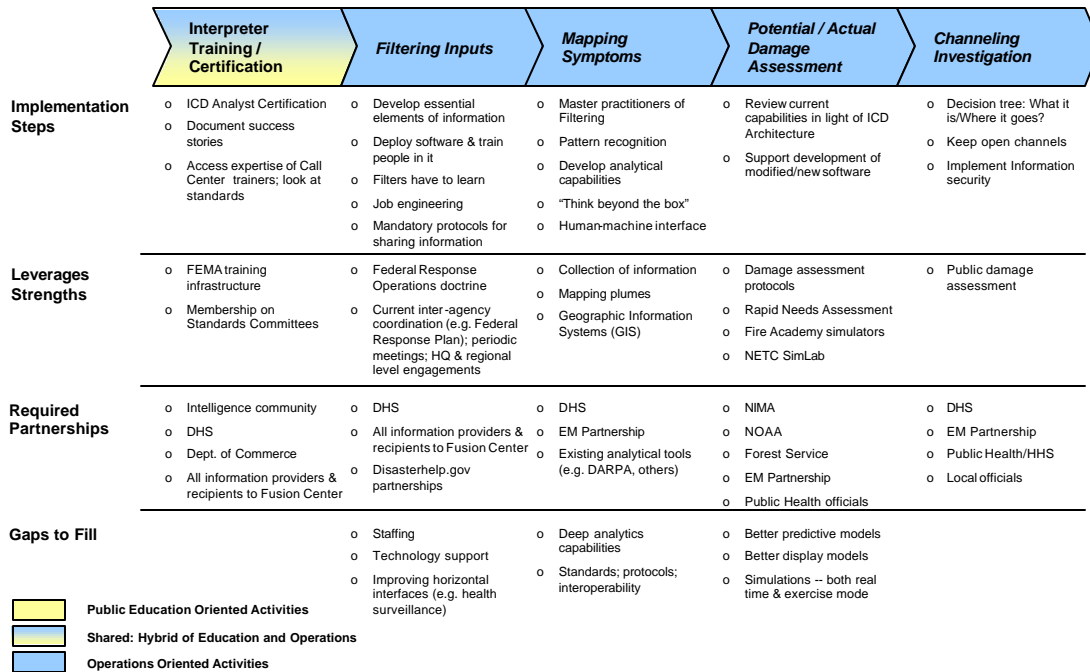 Interpreter
Training /
Certification
Filtering Inputs
Mapping
Symptoms
Potential / Actual
Damage
Assessment
Channeling
Investigation
Implementation
Steps
o ICD Analyst Certification
o Document success
stories
o Access expertise of Call
Center trainers; look at
standards
o Develop essential
elements of information
o Deploy software & train
people in it
o Filters have to learn
o Job engineering
o Mandatory protocols for
sharing information
o Master practitioners of
Filtering
o Pattern recognition
o Develop analytical
capabilities
o “Think beyond the box”
o Human-machine interface
o Review current
capabilities in light of ICD
Architecture
o Support development of
modified/new software
o Decision tree: What it
is/Where it goes?
o Keep open channels
o Implement Information
security
Leverages
Strengths
o FEMA training
infrastructure
o Membership on
Standards Committees
o Federal Response
Operations doctrine
o Current inter-agency
coordination (e.g. Federal
Response Plan); periodic
meetings; HQ & regional
level engagements
o Collection of information
o Mapping plumes
o Geographic Information
Systems (GIS)
o Damage assessment
protocols
o Rapid Needs Assessment
o Fire Academy simulators
o NETC SimLab
o Public damage
assessment
Required
Partnerships
o Intelligence community
o DHS
o Dept. of Commerce
o All information providers &
recipients to Fusion Center
o DHS
o All information providers &
recipients to Fusion Center
o Disasterhelp.gov
partnerships
o DHS
o EM Partnership
o Existing analytical tools
(e.g. DARPA, others)
o NIMA
o NOAA
o Forest Service
o EM Partnership
o Public Health officials
o DHS
o EM Partnership
o Public Health/HHS
o Local officials
Gaps to Fill
o Staffing
o Technology support
o Improving horizontal
interfaces (e.g. health
surveillance)
o Deep analytics
capabilities
o Standards; protocols;
interoperability
o Better predictive models
o Better display models
o Simulations -- both real
time & exercise mode
Public Education Oriented Activities
Shared: Hybrid of Education and Operations
Operations Oriented Activities